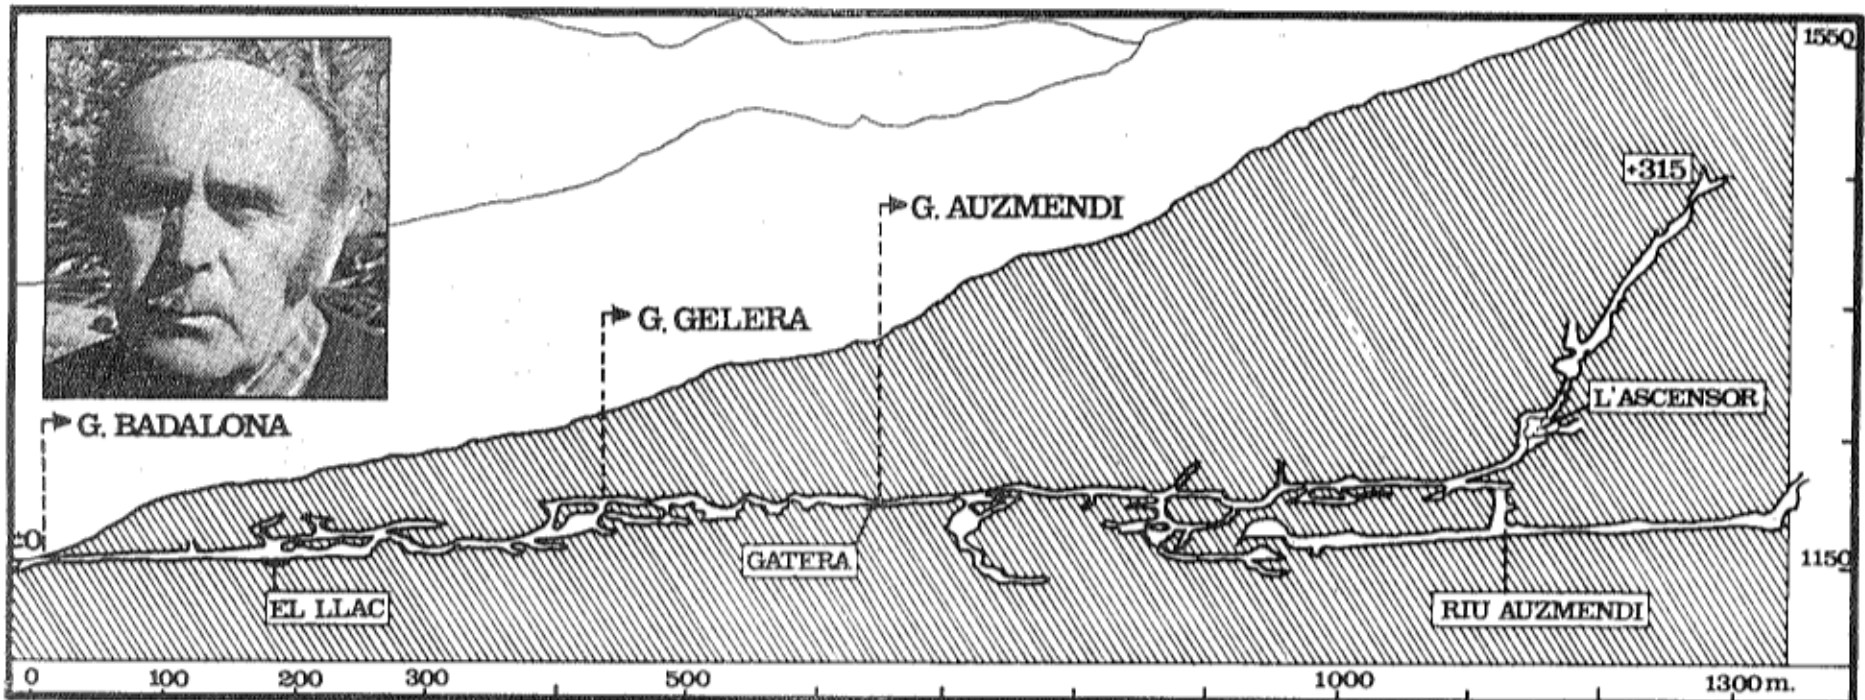 1550
+315
G. AUZMENDI
G. GELERA
L'ASCENSOR
G. BADALONA
±0
GATERA
1150
EL LLAC
RIU AUZMENDI
0 100 200 300 500 1000 1300 m.